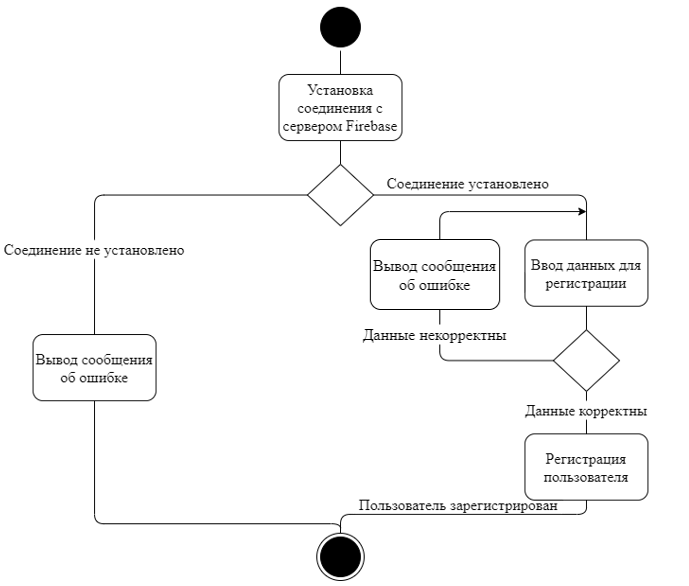 Установка
соединения с
сервером Firebase
Соединение установлено
Соединение не установлено
Вывод сообщения
об ошибке
Ввод данных для
регистрации
Данные некорректны
Вывод сообщения
об ошибке
Данные корректны
Регистрация
пользователя
Пользователь зарегистрирован